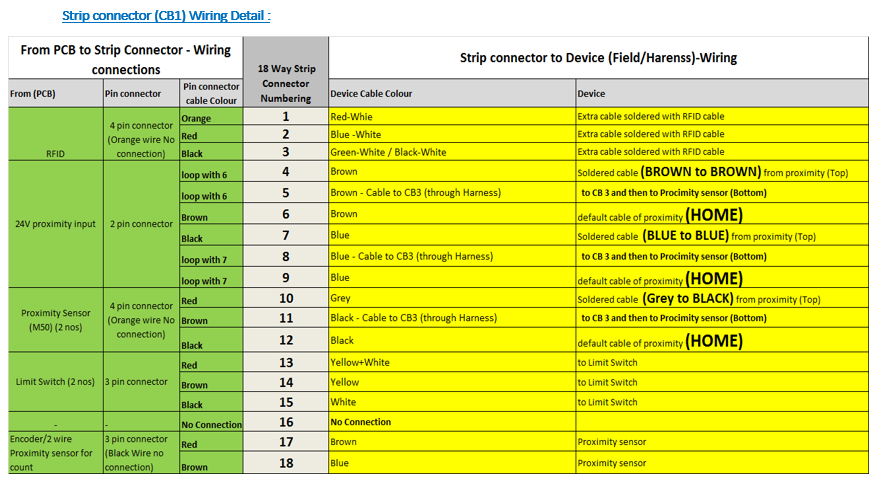 Strip connector (CB1) Wiring Detail :
From PCB to Strip Connector - Wiring
connections
18 Way Strip
Connector
Numbering
Strip connector to Device (Field/Harenss)-Wiring
From (PCB) Pin connector Pin connector
cable Colour
Device Cable Colour Device
RFID
4 pin connector
(Orange wire No
connection)
Orange 1 Red-Whie Extra cable soldered with RFID cable
Red 2 Blue -White Extra cable soldered with RFID cable
Black 3 Green-White / Black-White Extra cable soldered with RFID cable
24V proximity input 2 pin connector
loop with 6 4 Brown Soldered cable (BROWN to BROWN) from proximity (Top)
loop with 6 5 Brown - Cable to CB3 (through Harness) to CB 3 and then to Procimity sensor (Bottom)
Brown 6 Brown default cable of proximity (HOME)
Black 7 Blue Soldered cable (BLUE to BLUE) from proximity (Top)
loop with 7 8 Blue - Cable to CB3 (through Harness) to CB 3 and then to Procimity sensor (Bottom)
loop with 7 9 Blue default cable of proximity (HOME)
Proximity Sensor
(M50) (2 nos)
4 pin connector
(Orange wire No
connection)
Red 10 Grey Soldered cable (Grey to BLACK) from proximity (Top)
Brown 11 Black - Cable to CB3 (through Harness) to CB 3 and then to Procimity sensor (Bottom)
Black 12 Black default cable of proximity (HOME)
Limit Switch (2 nos) 3 pin connector
Red 13 Yellow+White to Limit Switch
Brown 14 Yellow to Limit Switch
Black 15 White to Limit Switch
- - No Connection 16 No Connection
Encoder/2 wire
Proximity sensor for
count
3 pin connector
(Black Wire no
connection)
Red 17 Brown Proximity sensor
Brown 18 Blue Proximity sensor